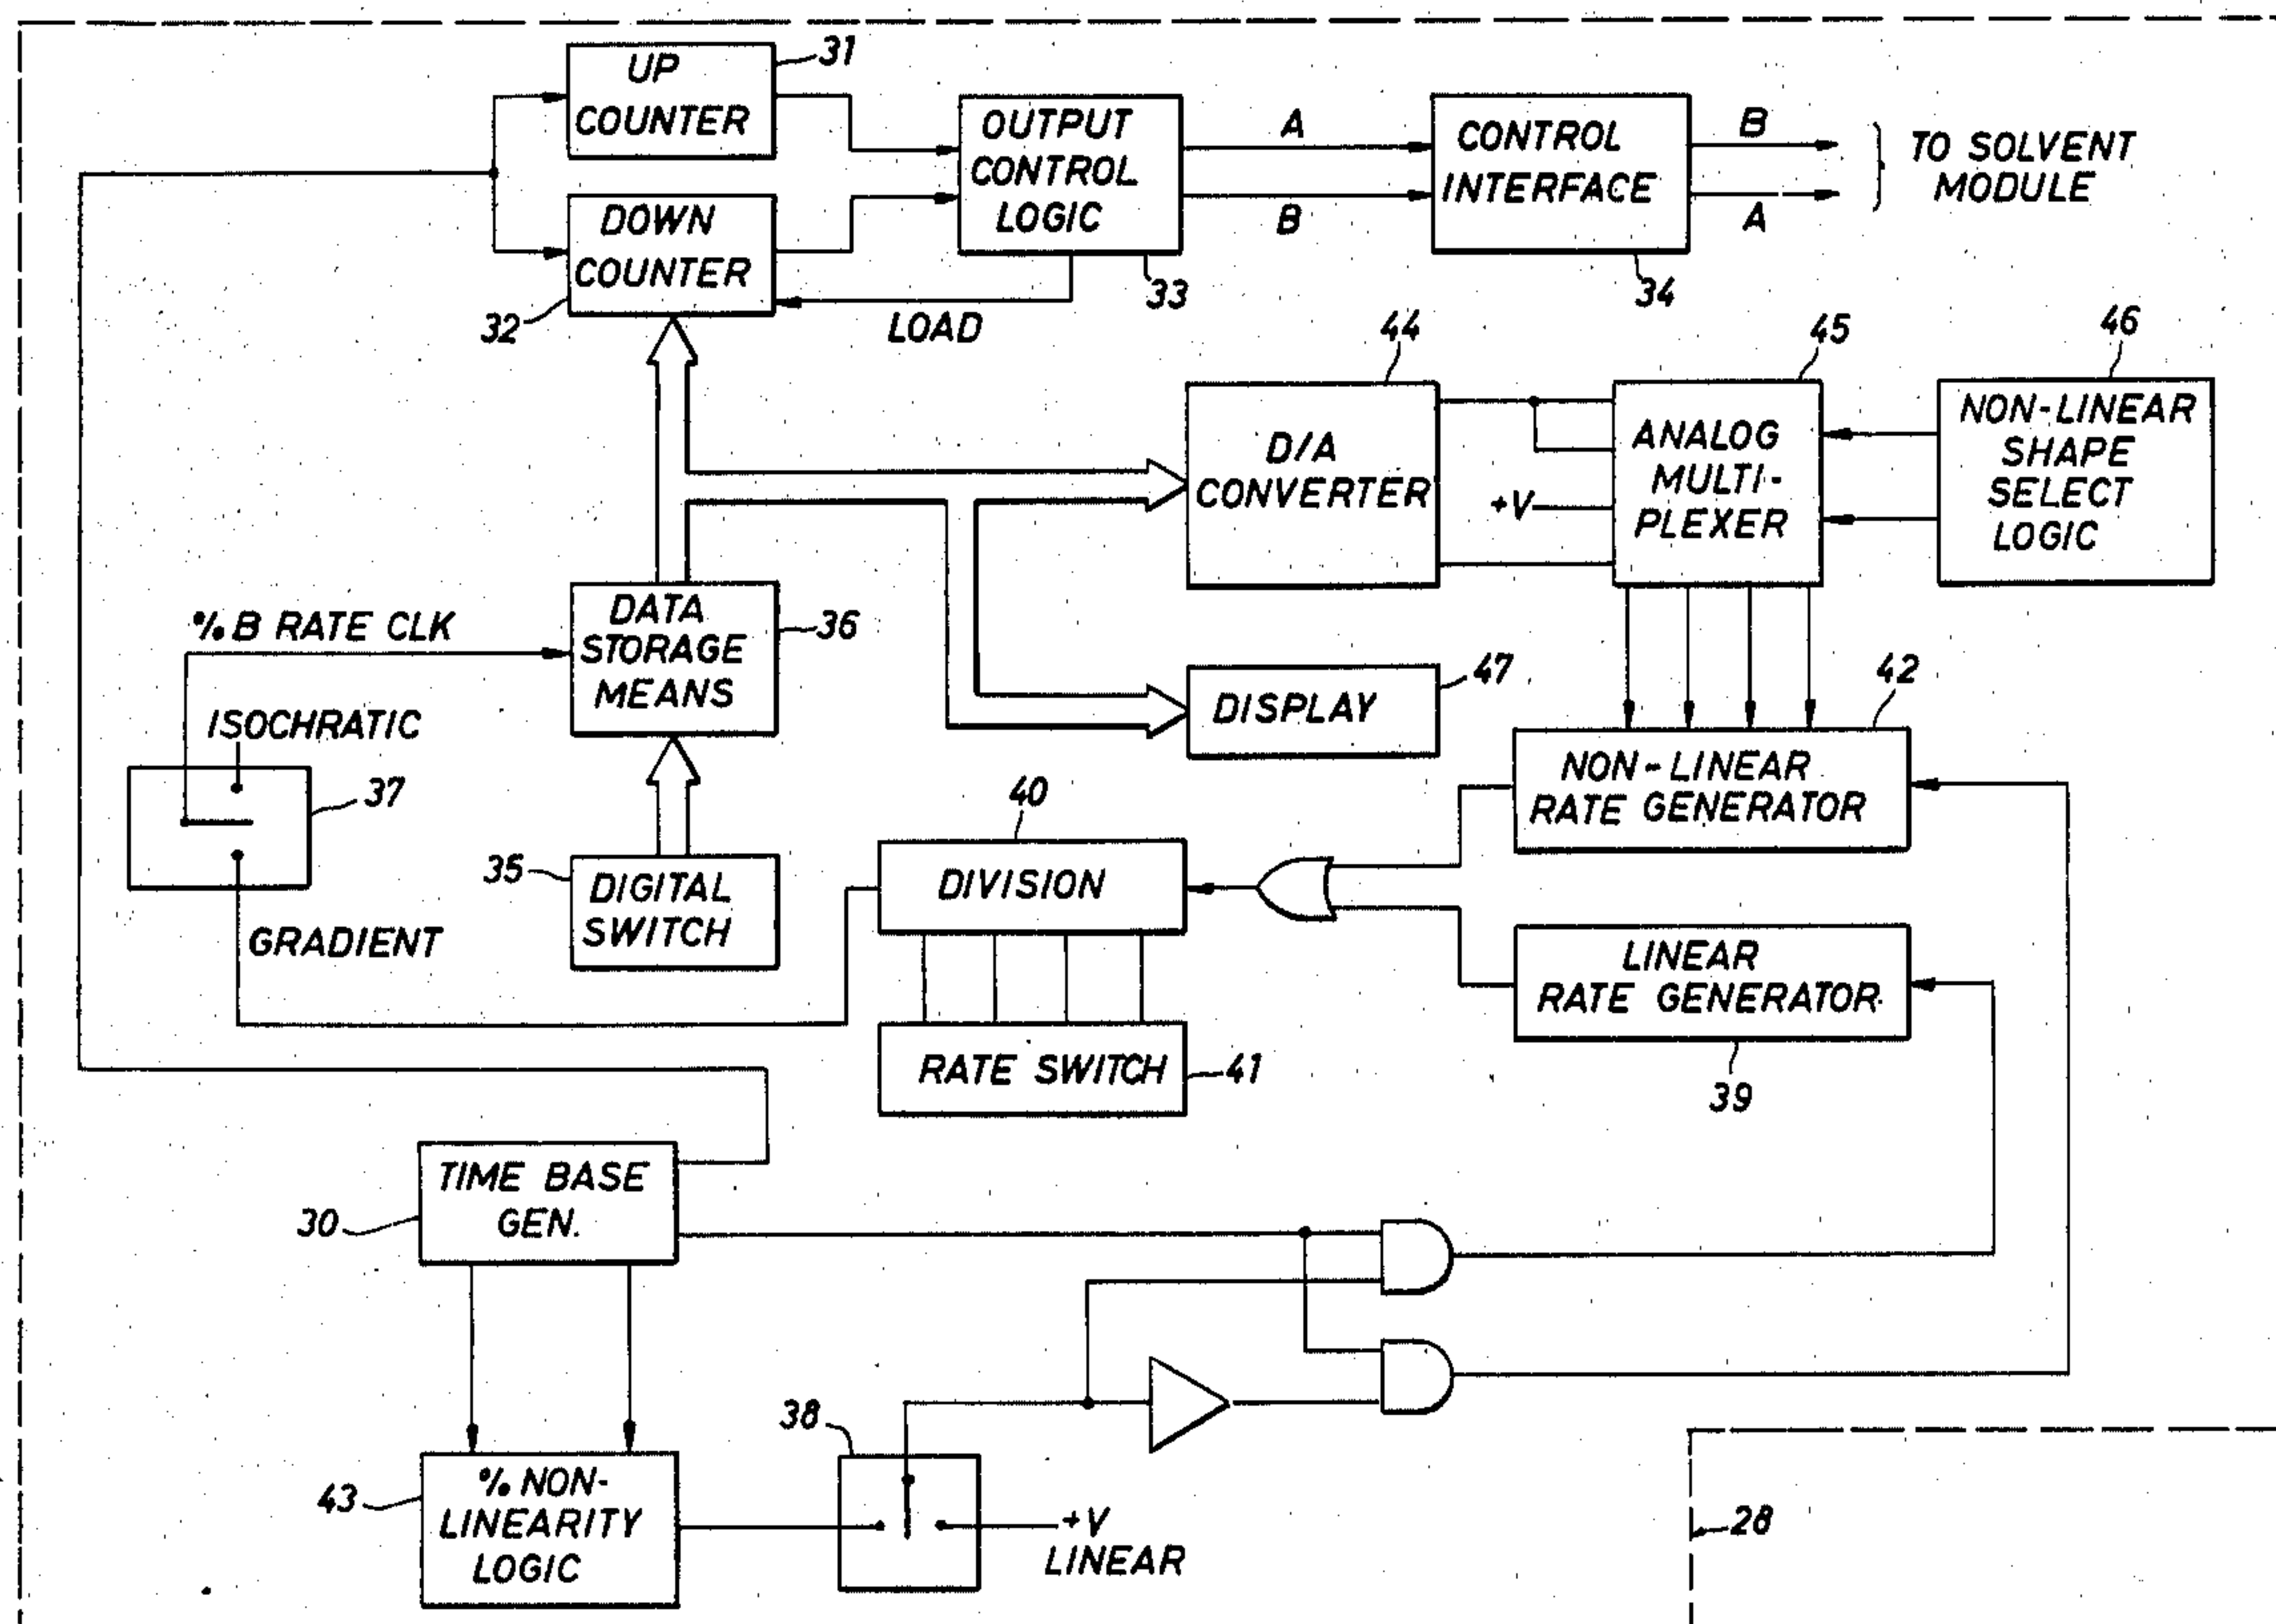 31
UP
COUNTER
DOWN
COUNTER
32
OUTPUT
CONTROL
LOGIC
33
LOAD
A
B
CONTROL
INTERFACE
34
B
A
TO SOLVENT
MODULE
44
D/A
CONVERTER
+V
45
ANALOG
MULTI-
PLEXER
46
NON-LINEAR
SHAPE
SELECT
LOGIC
% B RATE CLK
DATA
STORAGE
MEANS
36
DISPLAY
47
ISOCHRATIC
37
GRADIENT
35
DIGITAL
SWITCH
40
DIVISION
RATE SWITCH
41
42
NON-LINEAR
RATE GENERATOR
LINEAR
RATE GENERATOR
39
TIME BASE
GEN.
30
% NON-
LINEARITY
LOGIC
43
38
+V
LINEAR
28